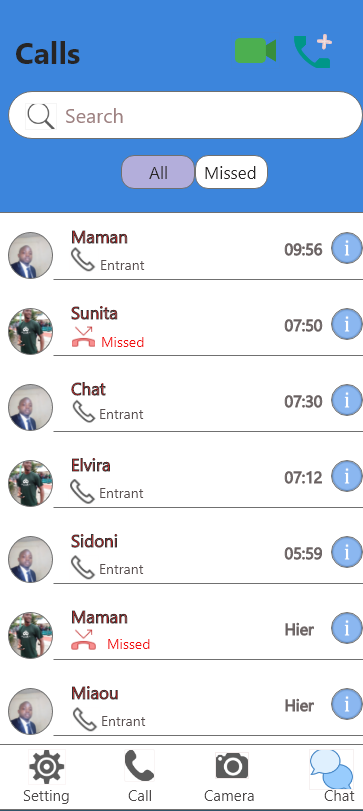 Calls
Search
All Missed
Maman
09:56
Entrant
Sunita
07:50
Missed
Chat
07:30
Entrant
Elvira
07:12
Entrant
Sidoni
05:59
Entrant
Maman
Hier
Missed
Miaou
Hier
Entrant
Setting Call Camera Chat